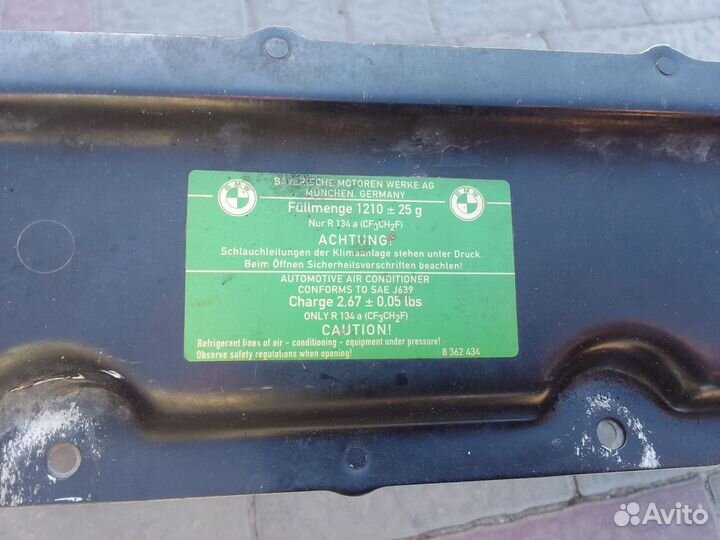 BMW
BMW
BAYERISCHE MOTOREN WERKE AG
MÜNCHEN, GERMANY
Füllmenge 1210 ± 25 g
Nur R 134 a (CF3CH2F)
ACHTUNG!
Schlauchleitungen der Klimaanlage stehen unter Druck.
Beim Öffnen Sicherheitsvorschriften beachten!
AUTOMOTIVE AIR CONDITIONER
CONFORMS TO SAE J639
Charge 2,67 ± 0,05 lbs
ONLY R 134 a (CF3CH2F)
CAUTION!
Refrigerant lines of air - conditioning - equipment under pressure!
Observe safety regulations when opening!
8 362 434
Avito